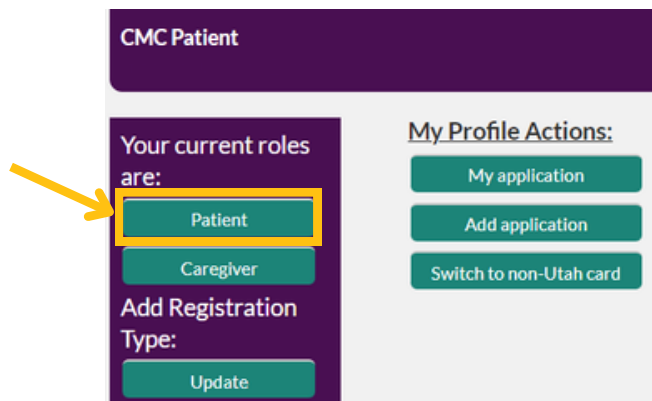 CMC Patient
Your current roles
are:
Patient
Caregiver
Add Registration
Type:
Update
My Profile Actions:
My application
Add application
Switch to non-Utah card